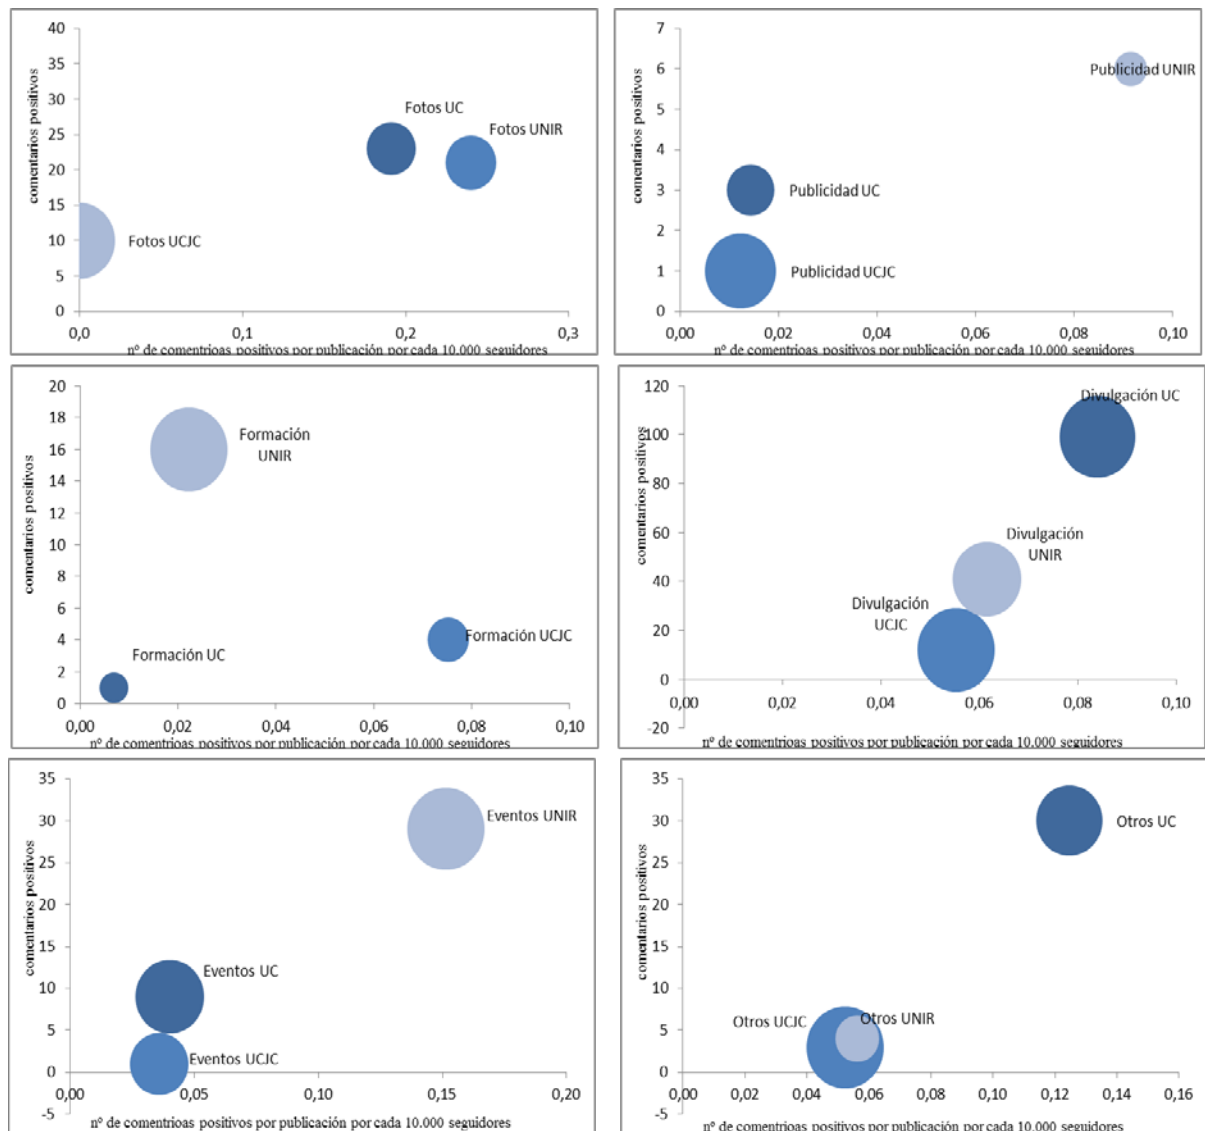 comentarios positivos
40
35
30
25
20
15
10
5
0
Fotos UC
Fotos UNIR
Fotos UCJC
0,0 0,1 0,2 0,3
nº de comentrioas positivos por publicación por cada 10.000 seguidores
comentarios positivos
7
6
5
4
3
2
1
0
Publicidad UNIR
Publicidad UC
Publicidad UCJC
0,00 0,02 0,04 0,06 0,08 0,10
nº de comentrioas positivos por publicación por cada 10.000 seguidores
comentarios positivos
20
18
16
14
12
10
8
6
4
2
0
Formación
UNIR
Formación UCJC
Formación UC
0,00 0,02 0,04 0,06 0,08 0,10
nº de comentrioas positivos por publicación por cada 10.000 seguidores
comentarios positivos
120
100
80
60
40
20
0
-20
Divulgación UC
Divulgación
UNIR
Divulgación
UCJC
0,00 0,02 0,04 0,06 0,08 0,10
nº de comentrioas positivos por publicación por cada 10.000 seguidores
comentarios positivos
35
30
25
20
15
10
5
0
-5
Eventos UNIR
Eventos UC
Eventos UCJC
0,00 0,05 0,10 0,15 0,20
nº de comentrioas positivos por publicación por cada 10.000 seguidores
comentarios positivos
35
30
25
20
15
10
5
0
-5
Otros UC
Otros UCJC
Otros UNIR
0,00 0,02 0,04 0,06 0,08 0,10 0,12 0,14 0,16
nº de comentrioas positivos por publicación por cada 10.000 seguidores